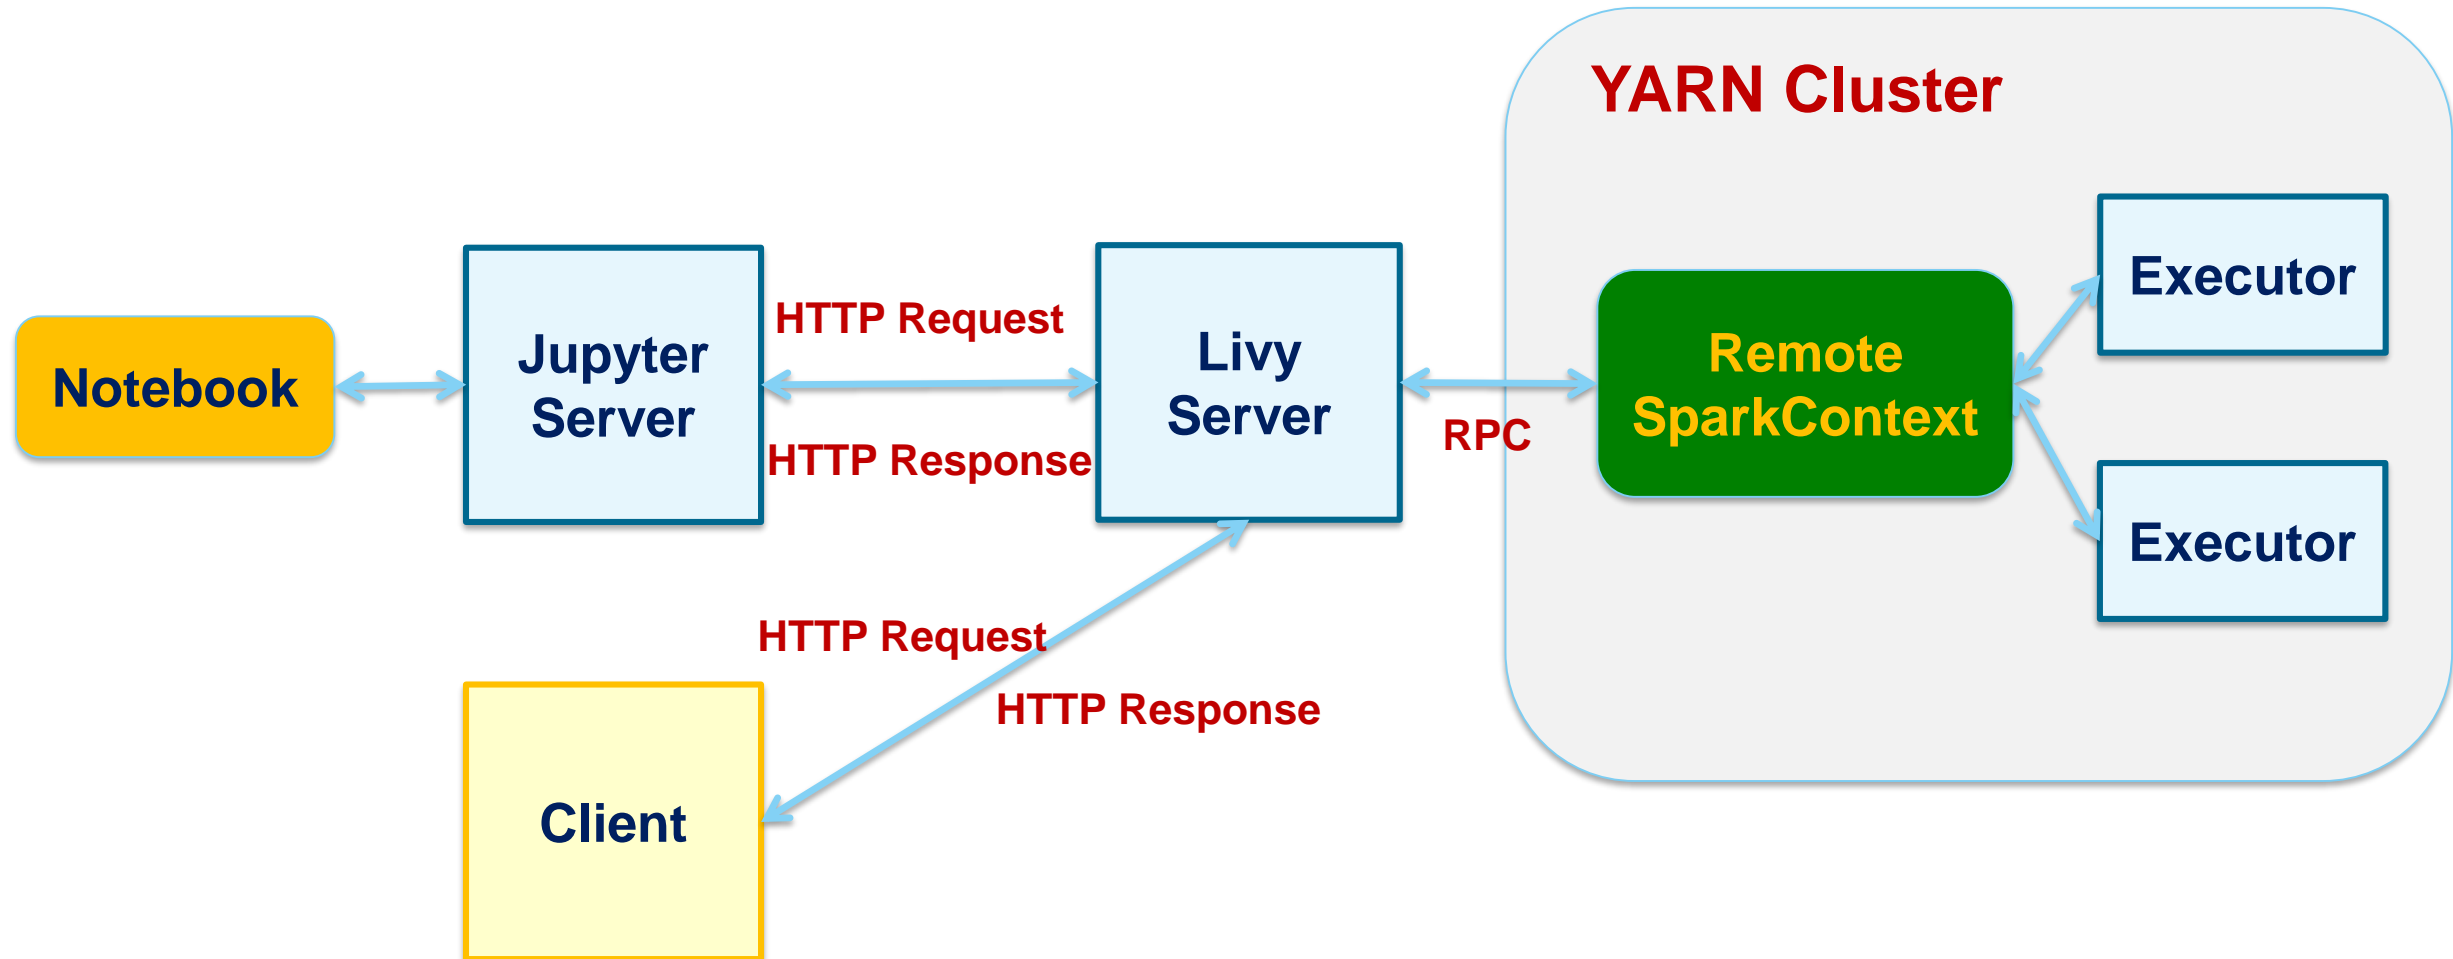 YARN Cluster
Notebook
Jupyter
Server
HTTP Request
HTTP Response
Livy
Server
RPC
Remote
SparkContext
Executor
Executor
HTTP Request
HTTP Response
Client